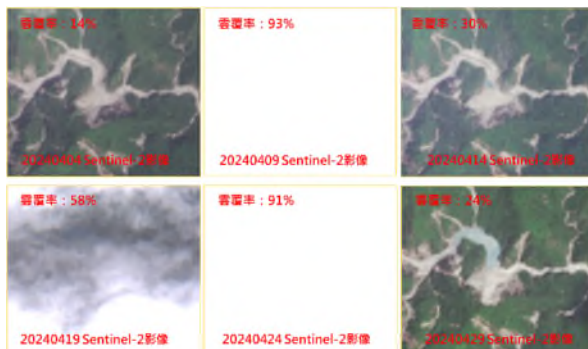 雲覆率：14%
雲覆率：93%
雲覆率：30%
20240404 Sentinel-2影像
20240409 Sentinel-2影像
20240414 Sentinel-2影像
雲覆率：58%
雲覆率：91%
雲覆率：24%
20240419 Sentinel-2影像
20240424 Sentinel-2影像
20240429 Sentinel-2影像